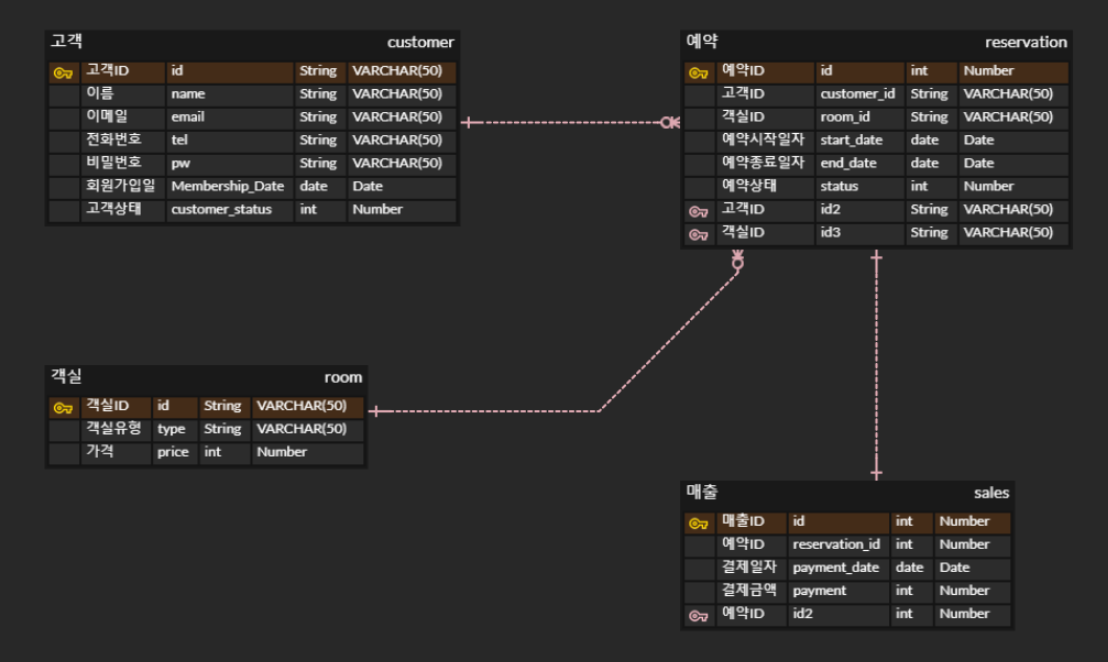 고객 customer
고객ID id String VARCHAR(50)
이름 name String VARCHAR(50)
이메일 email String VARCHAR(50)
전화번호 tel String VARCHAR(50)
비밀번호 pw String VARCHAR(50)
회원가입일 Membership_Date date Date
고객상태 customer_status int Number
예약 reservation
예약ID id int Number
고객ID customer_id String VARCHAR(50)
객실ID room_id String VARCHAR(50)
예약시작일자 start_date date Date
예약종료일자 end_date date Date
예약상태 status int Number
고객ID id2 String VARCHAR(50)
객실ID id3 String VARCHAR(50)
객실 room
객실ID id String VARCHAR(50)
객실유형 type String VARCHAR(50)
가격 price int Number
매출 sales
매출ID id int Number
예약ID reservation_id int Number
결제일자 payment_date date Date
결제금액 payment int Number
예약ID id2 int Number